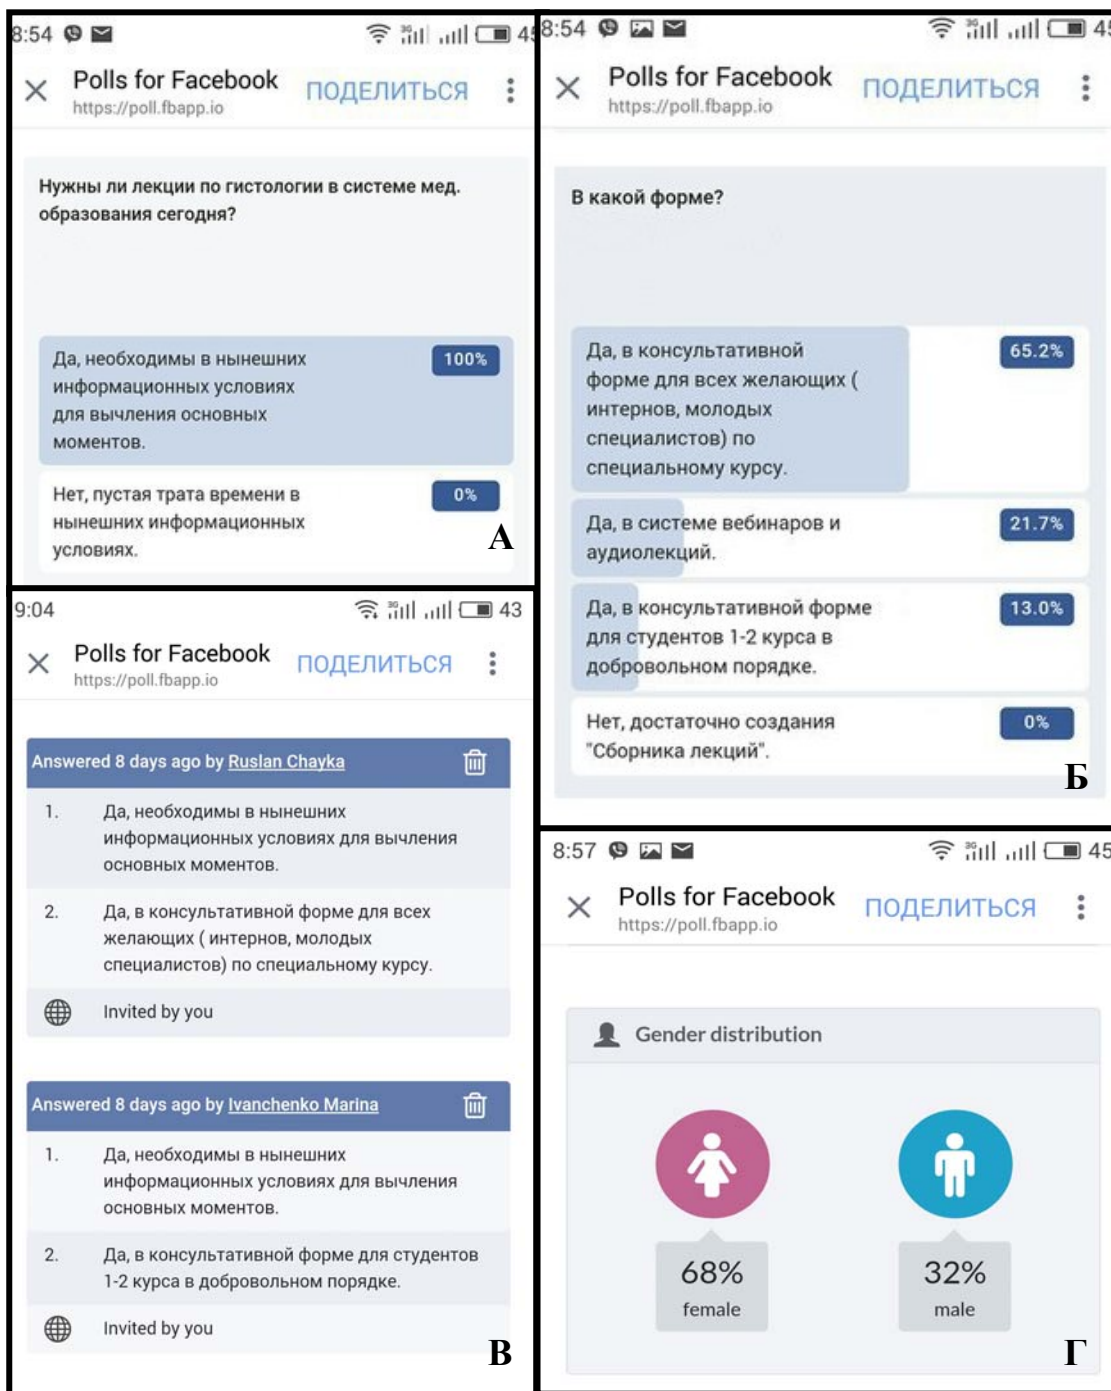 8:54
45
Polls for Facebook
https://poll.fbapp.io
ПОДЕЛИТЬСЯ
Нужны ли лекции по гистологии в системе мед.
образования сегодня?
Да, необходимы в нынешних
информационных условиях
для вычления основных
моментов.
100%
Нет, пустая трата времени в
нынешних информационных
условиях.
0%
А
8:54
45
Polls for Facebook
https://poll.fbapp.io
ПОДЕЛИТЬСЯ
В какой форме?
Да, в консультативной
форме для всех желающих (
интернов, молодых
специалистов) по
специальному курсу.
65.2%
Да, в системе вебинаров и
аудиолекций.
21.7%
Да, в консультативной форме
для студентов 1-2 курса в
добровольном порядке.
13.0%
Нет, достаточно создания
"Сборника лекций".
0%
Б
9:04
3G
43
Polls for Facebook
https://poll.fbapp.io
ПОДЕЛИТЬСЯ
Answered 8 days ago by Ruslan Chayka
1. Да, необходимы в нынешних
информационных условиях для вычления
основных моментов.
2. Да, в консультативной форме для всех
желающих ( интернов, молодых
специалистов) по специальному курсу.
Invited by you
Answered 8 days ago by Ivanchenko Marina
1. Да, необходимы в нынешних
информационных условиях для вычления
основных моментов.
2. Да, в консультативной форме для студентов
1-2 курса в добровольном порядке.
Invited by you
В
8:57
3G
45
Polls for Facebook
https://poll.fbapp.io
ПОДЕЛИТЬСЯ
Gender distribution
68%
female
32%
male
Г